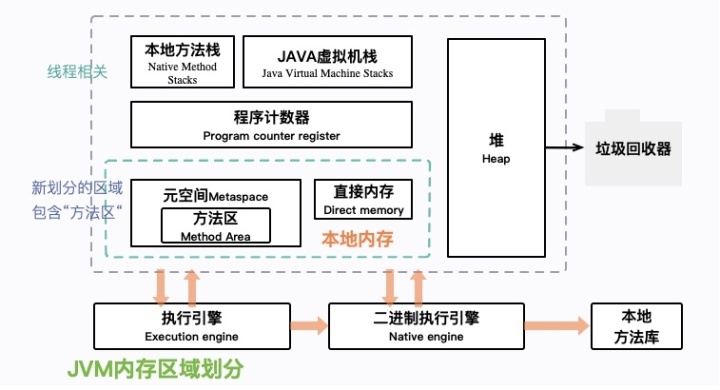 本地方法栈
Native Method
Stacks
JAVA虚拟机栈
Java Virtual Machine Stacks
线程相关
程序计数器
Program counter register
堆
Heap
垃圾回收器
新划分的区域
包含“方法区“
元空间Metaspace
方法区
Method Area
直接内存
Direct memory
本地内存
执行引擎
Execution engine
二进制执行引擎
Native engine
本地
方法库
JVM内存区域划分